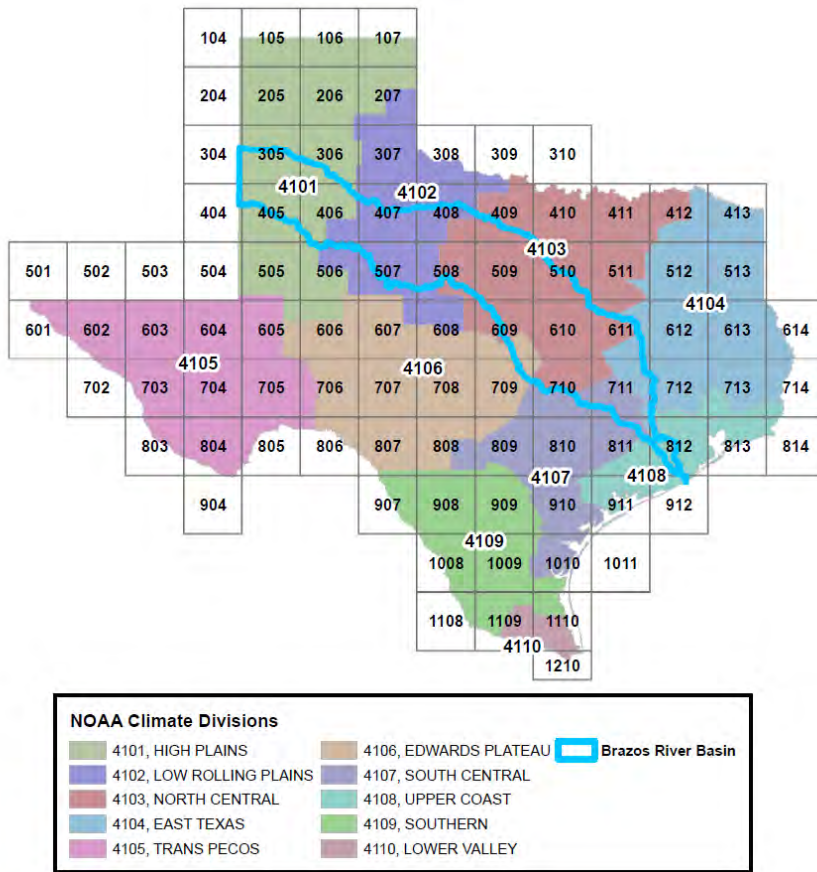 104 105 106 107
204 205 206 207
304 305 306 307 308 309 310
4101 4102
404 405 406 407 408 409 410 411 412 413
4103
501 502 503 504 505 506 507 508 509 510 511 512 513
4104
601 602 603 604 605 606 607 608 609 610 611 612 613 614
4105 4106
702 703 704 705 706 707 708 709 710 711 712 713 714
803 804 805 806 807 808 809 810 811 812 813 814
4107 4108
904 907 908 909 910 911 912
4109
1008 1009 1010 1011
1108 1109 1110
4110
1210
NOAA Climate Divisions
4101, HIGH PLAINS 4106, EDWARDS PLATEAU Brazos River Basin
4102, LOW ROLLING PLAINS 4107, SOUTH CENTRAL
4103, NORTH CENTRAL 4108, UPPER COAST
4104, EAST TEXAS 4109, SOUTHERN
4105, TRANS PECOS 4110, LOWER VALLEY